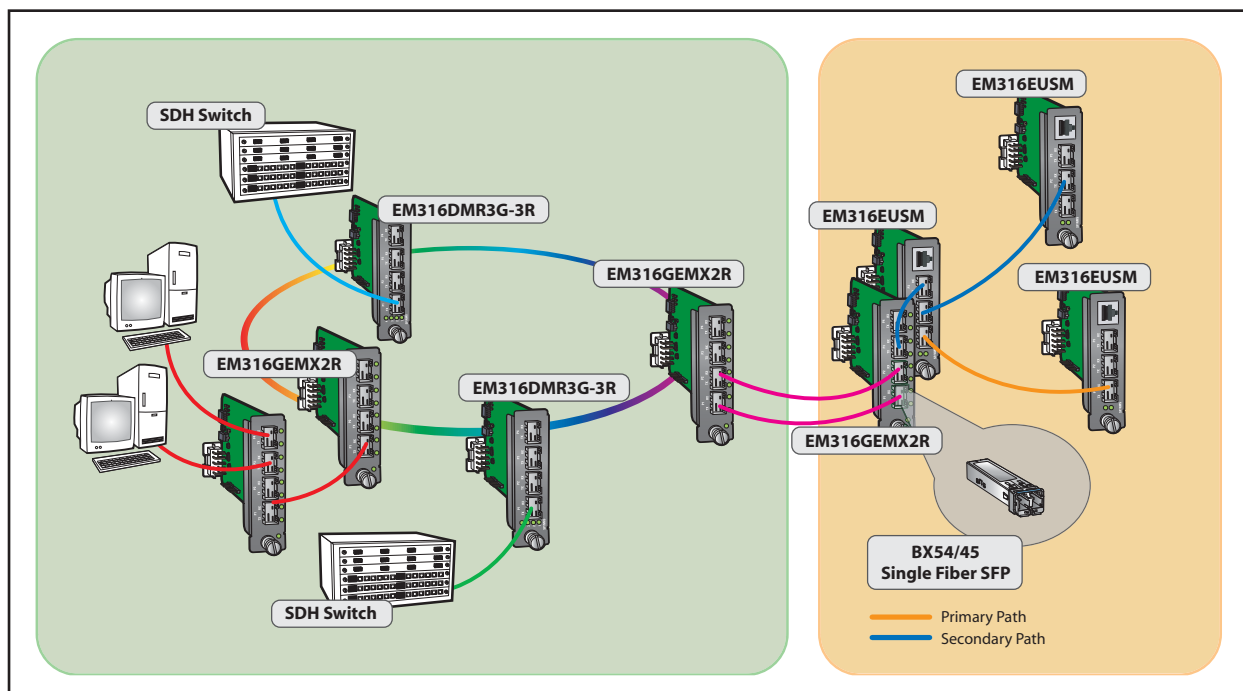 SDH Switch
EM316DMR3G-3R
EM316GEMX2R
EM316GEMX2R
EM316DMR3G-3R
SDH Switch
EM316EUSM
EM316EUSM
EM316EUSM
EM316GEMX2R
BX54/45
Single Fiber SFP
Primary Path
Secondary Path